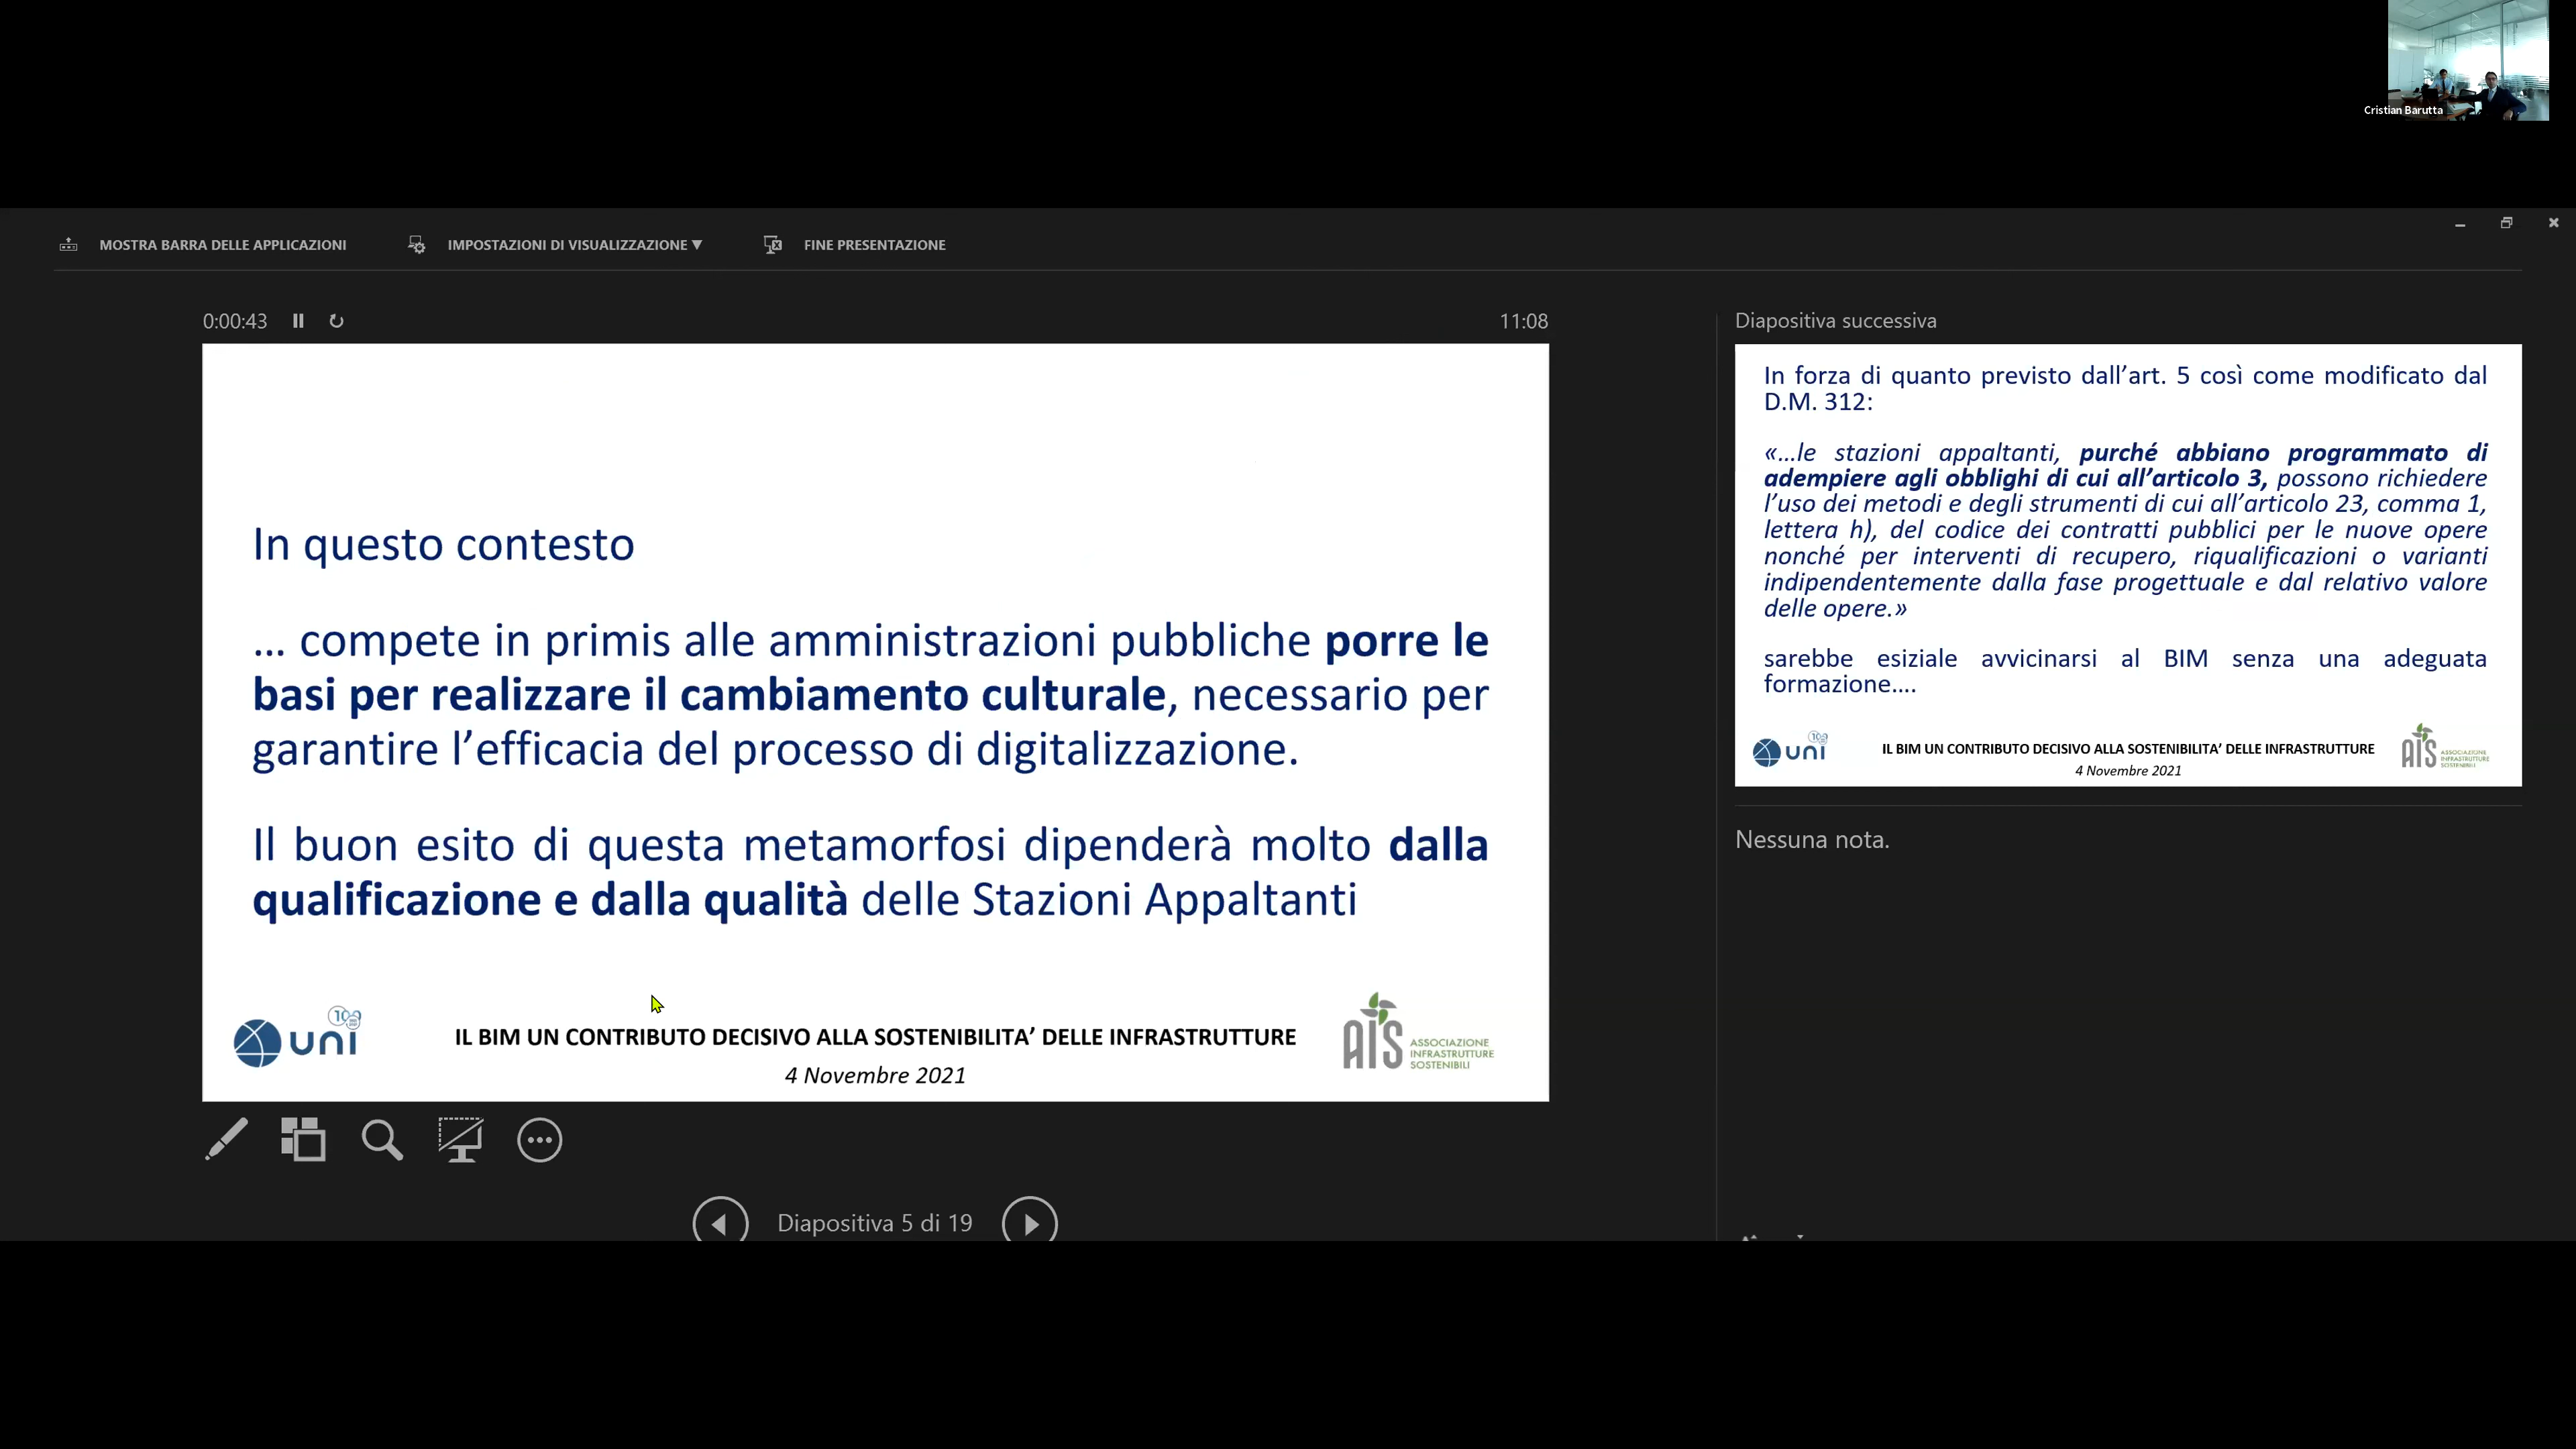 Cristian Barutta
MOSTRA BARRA DELLE APPLICAZIONI
IMPOSTAZIONI DI VISUALIZZAZIONE ▼
FINE PRESENTAZIONE
0:00:43
11:08
In questo contesto
... compete in primis alle amministrazioni pubbliche porre le
basi per realizzare il cambiamento culturale, necessario per
garantire l’efficacia del processo di digitalizzazione.
Il buon esito di questa metamorfosi dipenderà molto dalla
qualificazione e dalla qualità delle Stazioni Appaltanti
uni
IL BIM UN CONTRIBUTO DECISIVO ALLA SOSTENIBILITA’ DELLE INFRASTRUTTURE
4 Novembre 2021
AIS ASSOCIAZIONE
INFRASTRUTTURE
SOSTENIBILI
Diapositiva 5 di 19
Diapositiva successiva
In forza di quanto previsto dall’art. 5 così come modificato dal
D.M. 312:
«...le stazioni appaltanti, purché abbiano programmato di
adempiere agli obblighi di cui all’articolo 3, possono richiedere
l’uso dei metodi e degli strumenti di cui all’articolo 23, comma 1,
lettera h), del codice dei contratti pubblici per le nuove opere
nonché per interventi di recupero, riqualificazioni o varianti
indipendentemente dalla fase progettuale e dal relativo valore
delle opere.»
sarebbe esiziale avvicinarsi al BIM senza una adeguata
formazione....
uni
IL BIM UN CONTRIBUTO DECISIVO ALLA SOSTENIBILITA’ DELLE INFRASTRUTTURE
4 Novembre 2021
AIS ASSOCIAZIONE
INFRASTRUTTURE
SOSTENIBILI
Nessuna nota.